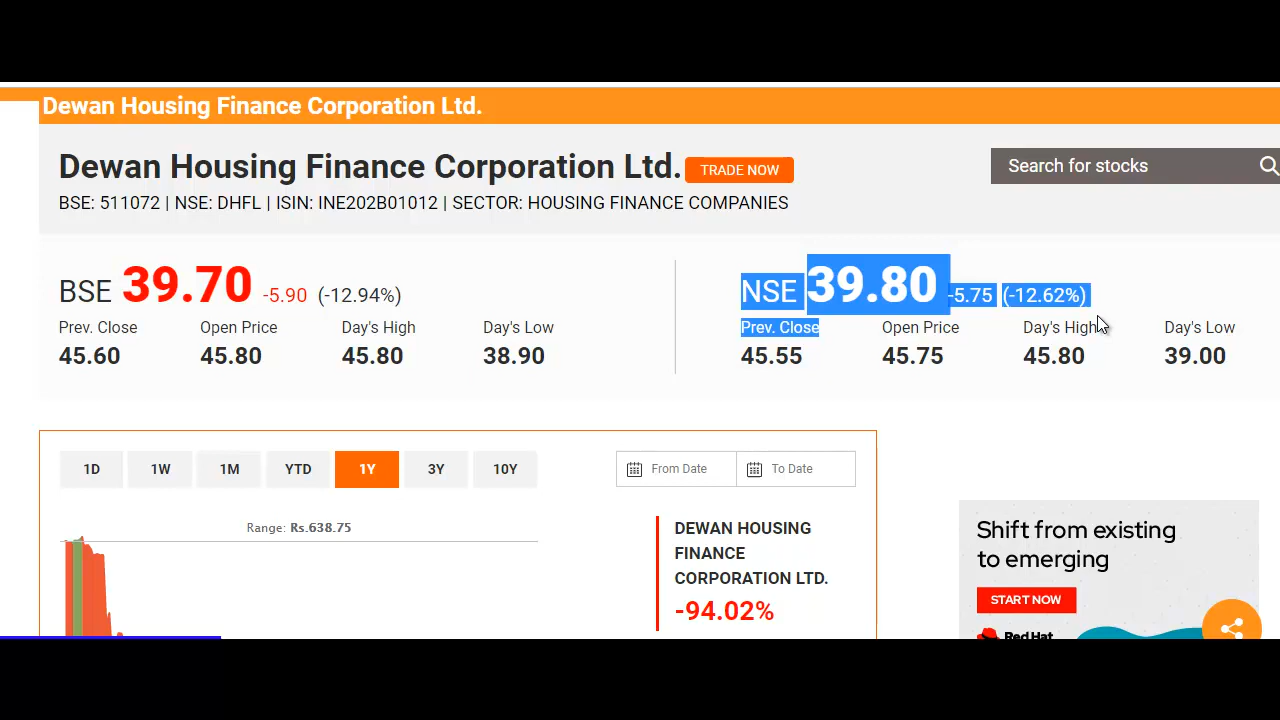 Dewan Housing Finance Corporation Ltd.
Dewan Housing Finance Corporation Ltd. TRADE NOW
Search for stocks
BSE: 511072 | NSE: DHFL | ISIN: INE202B01012 | SECTOR: HOUSING FINANCE COMPANIES
BSE 39.70 -5.90 (-12.94%)
Prev. Close Open Price Day's High Day's Low
45.60 45.80 45.80 38.90
NSE 39.80 -5.75 (-12.62%)
Prev. Close Open Price Day's High Day's Low
45.55 45.75 45.80 39.00
1D 1W 1M YTD 1Y 3Y 10Y
From Date To Date
Range: Rs.638.75
DEWAN HOUSING
FINANCE
CORPORATION LTD.
-94.02%
Shift from existing
to emerging
START NOW
Red Hat